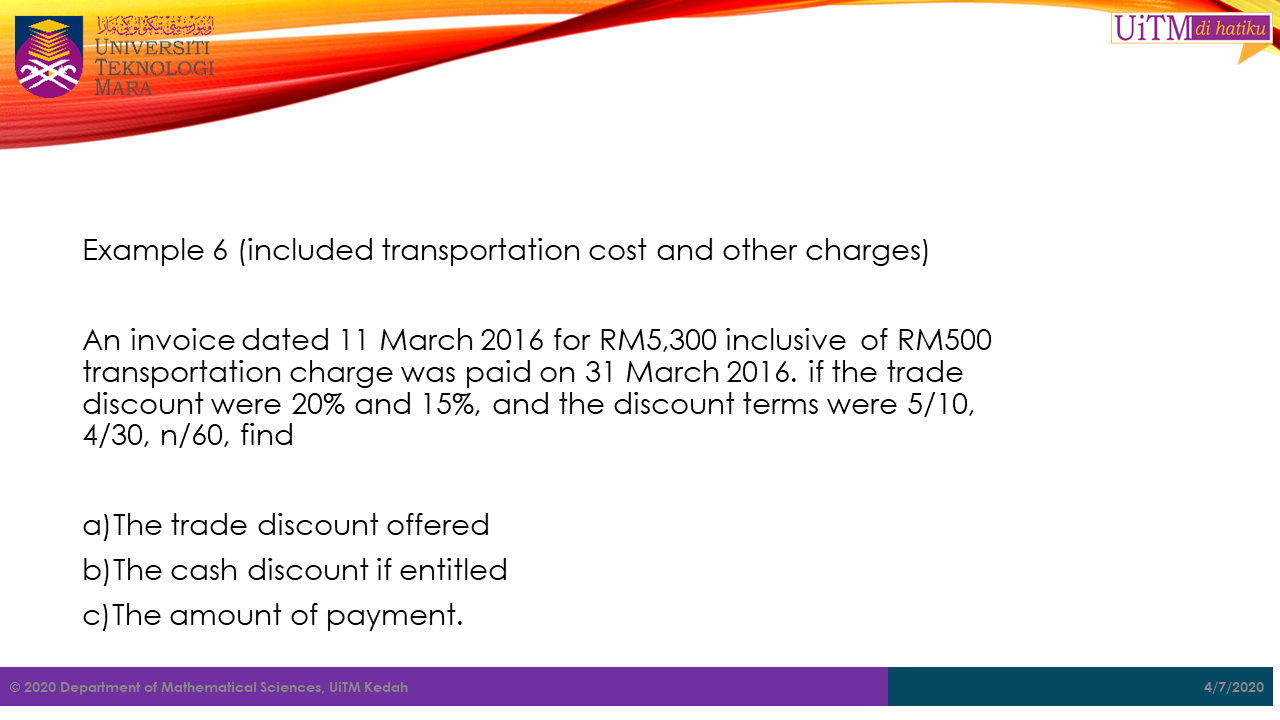 UNIVERSITI
TEKNOLOGI
MARA
UiTM di hatiku
Example 6 (included transportation cost and other charges)
An invoice dated 11 March 2016 for RM5,300 inclusive of RM500
transportation charge was paid on 31 March 2016. if the trade
discount were 20% and 15%, and the discount terms were 5/10,
4/30, n/60, find
a)The trade discount offered
b)The cash discount if entitled
c)The amount of payment.
© 2020 Department of Mathematical Sciences, UiTM Kedah
4/7/2020